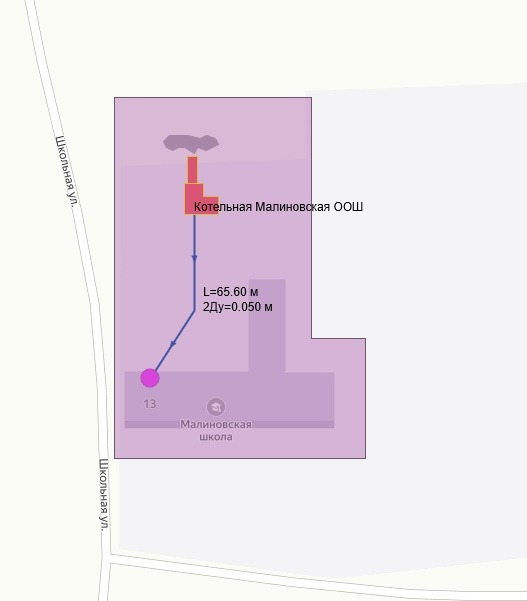 Школьная ул.
Котельная Малиновская ООШ
L=65.60 м
2Ду=0.050 м
13
Малиновская
школа
Школьная ул.